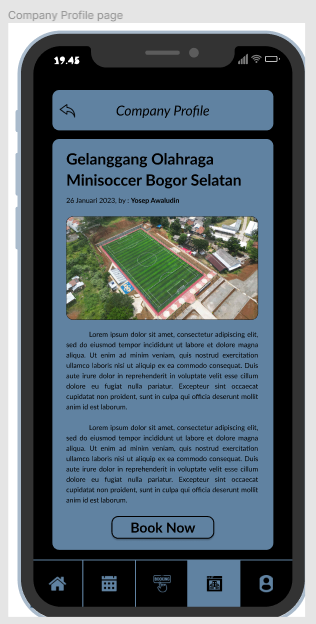 Company Profile page
19.45
Company Profile
Gelanggang Olahraga
Minisoccer Bogor Selatan
26 Januari 2023, by : Yosep Awaludin
Lorem ipsum dolor sit amet, consectetur adipiscing elit,
sed do eiusmod tempor incididunt ut labore et dolore magna
aliqua. Ut enim ad minim veniam, quis nostrud exercitation
ullamco laboris nisi ut aliquip ex ea commodo consequat. Duis
aute irure dolor in reprehenderit in voluptate velit esse cillum
dolore eu fugiat nulla pariatur. Excepteur sint occaecat
cupidatat non proident, sunt in culpa qui officia deserunt mollit
anim id est laborum.
Lorem ipsum dolor sit amet, consectetur adipiscing elit,
sed do eiusmod tempor incididunt ut labore et dolore magna
aliqua. Ut enim ad minim veniam, quis nostrud exercitation
ullamco laboris nisi ut aliquip ex ea commodo consequat. Duis
aute irure dolor in reprehenderit in voluptate velit esse cillum
dolore eu fugiat nulla pariatur. Excepteur sint occaecat
cupidatat non proident, sunt in culpa qui officia deserunt mollit
anim id est laborum.
Book Now
BOOKING